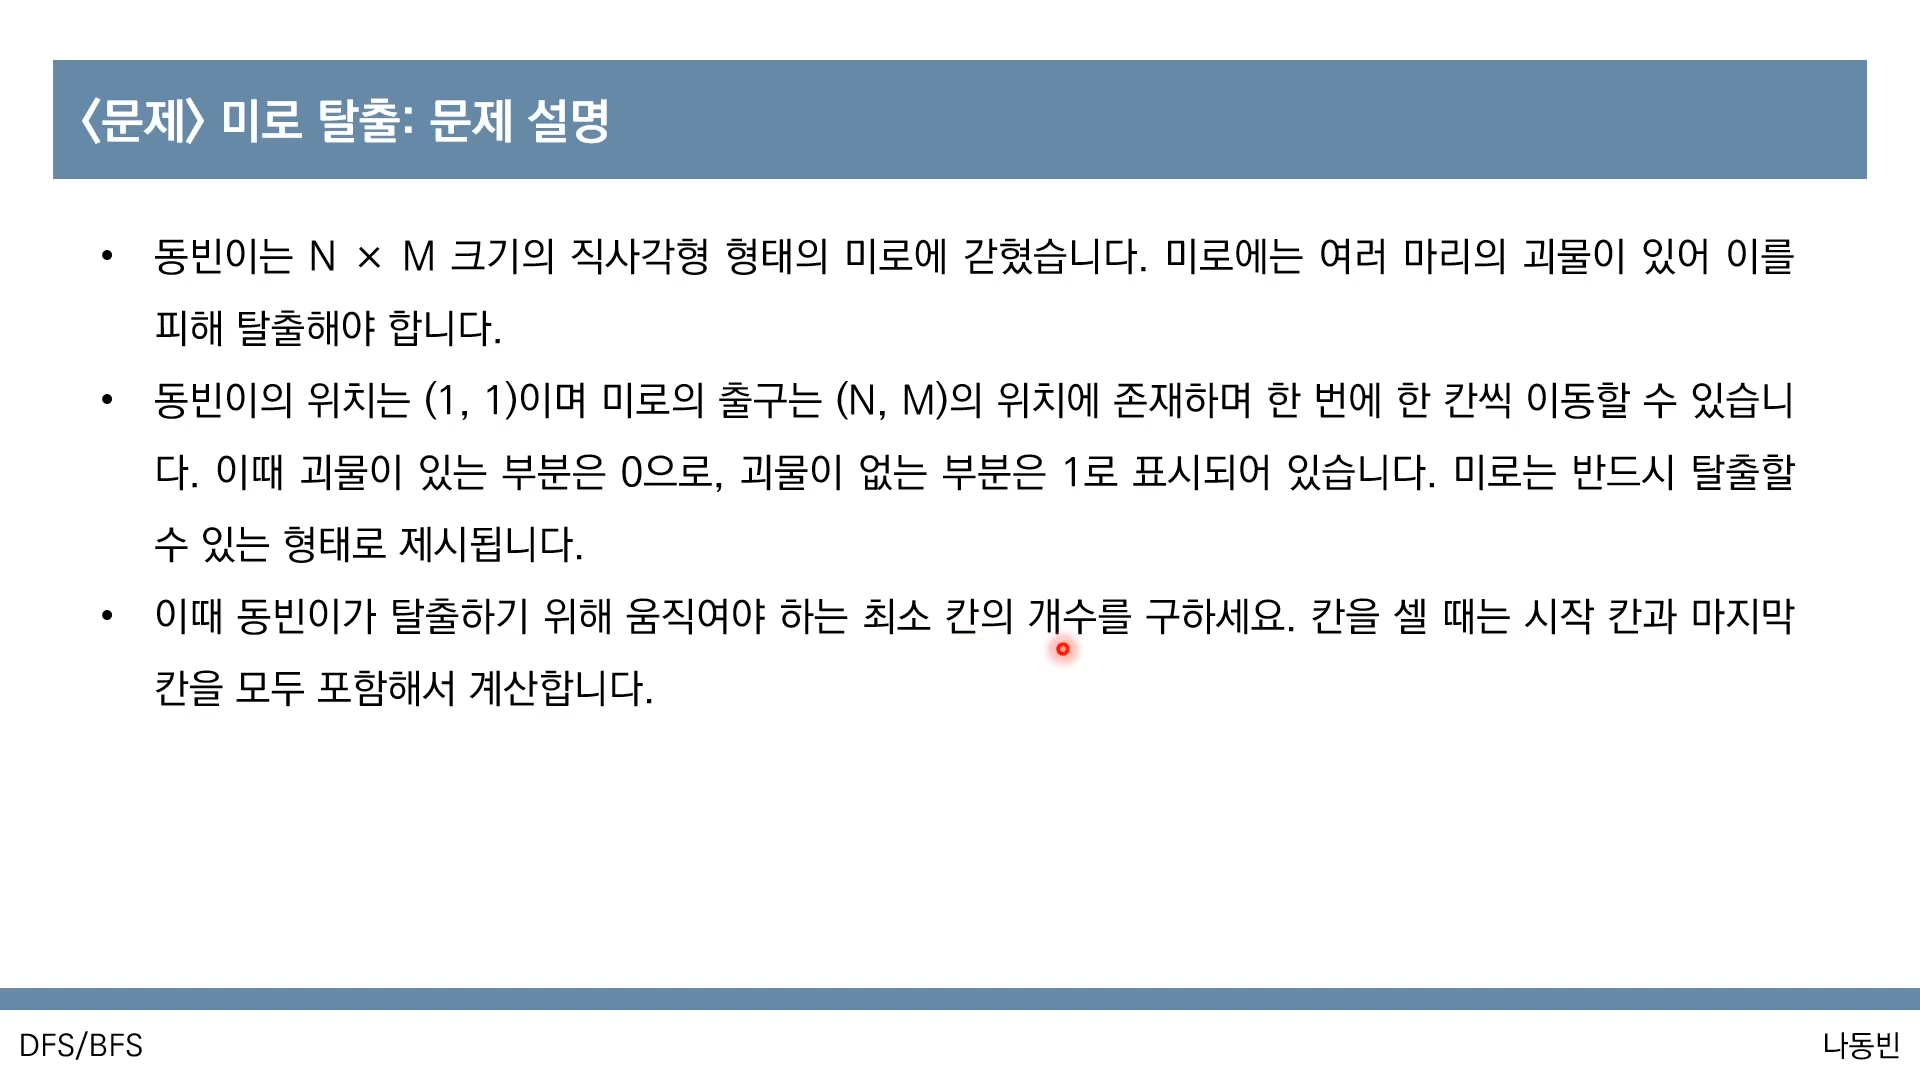 <문제> 미로 탈출: 문제 설명
• 동빈이는 N × M 크기의 직사각형 형태의 미로에 갇혔습니다. 미로에는 여러 마리의 괴물이 있어 이를
피해 탈출해야 합니다.
• 동빈이의 위치는 (1, 1)이며 미로의 출구는 (N, M)의 위치에 존재하며 한 번에 한 칸씩 이동할 수 있습니
다. 이때 괴물이 있는 부분은 0으로, 괴물이 없는 부분은 1로 표시되어 있습니다. 미로는 반드시 탈출할
수 있는 형태로 제시됩니다.
• 이때 동빈이가 탈출하기 위해 움직여야 하는 최소 칸의 개수를 구하세요. 칸을 셀 때는 시작 칸과 마지막
칸을 모두 포함해서 계산합니다.
DFS/BFS
나동빈